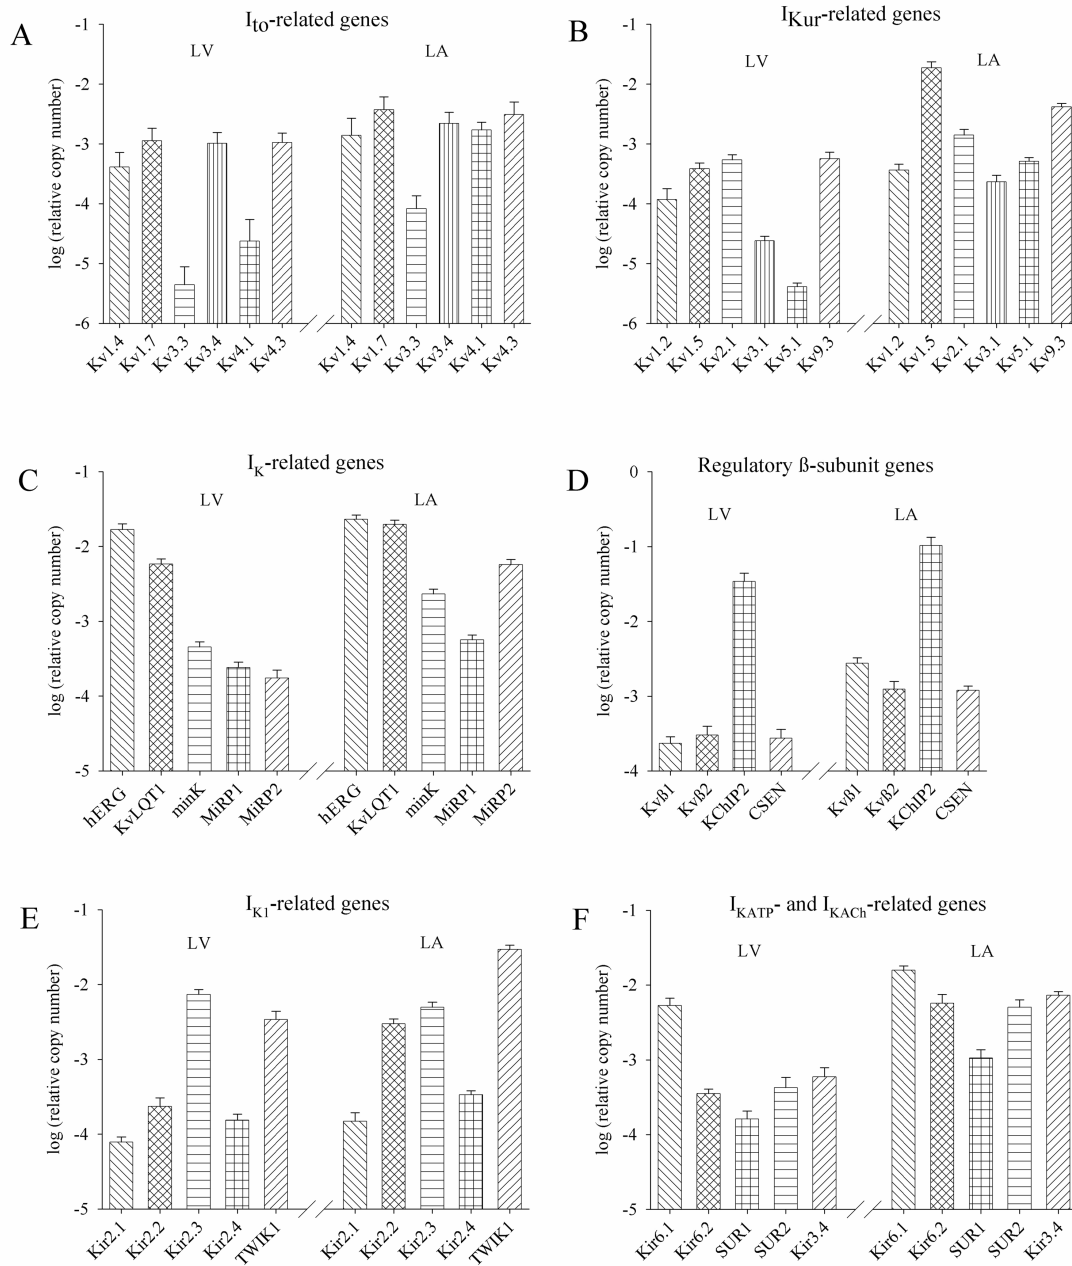 A
I to-related genes
LV
LA
log (relative copy number)
-1
-2
-3
-4
-5
-6
Kv1.4
Kv1.7
Kv3.3
Kv3.4
Kv4.1
Kv4.3
Kv1.4
Kv1.7
Kv3.3
Kv3.4
Kv4.1
Kv4.3
B
IKur-related genes
LV
LA
log (relative copy number)
-1
-2
-3
-4
-5
-6
Kv1.2
Kv1.5
Kv2.1
Kv3.1
Kv5.1
Kv9.3
Kv1.2
Kv1.5
Kv2.1
Kv3.1
Kv5.1
Kv9.3
C
IK-related genes
LV
LA
log (relative copy number)
-1
-2
-3
-4
-5
hERG
KvLQT1
minK
MiRP1
MiRP2
hERG
KvLQT1
minK
MiRP1
MiRP2
D
Regulatory ß-subunit genes
LV
LA
log (relative copy number)
0
-1
-2
-3
-4
Kvß1
Kvß2
KChIP2
CSEN
Kvß1
Kvß2
KChIP2
CSEN
E
IK1-related genes
LV
LA
log (relative copy number)
-1
-2
-3
-4
-5
Kir2.1
Kir2.2
Kir2.3
Kir2.4
TWIK1
Kir2.1
Kir2.2
Kir2.3
Kir2.4
TWIK1
F
IKATP- and IKACh-related genes
LV
LA
log (relative copy number)
-1
-2
-3
-4
-5
Kir6.1
Kir6.2
SUR1
SUR2
Kir3.4
Kir6.1
Kir6.2
SUR1
SUR2
Kir3.4